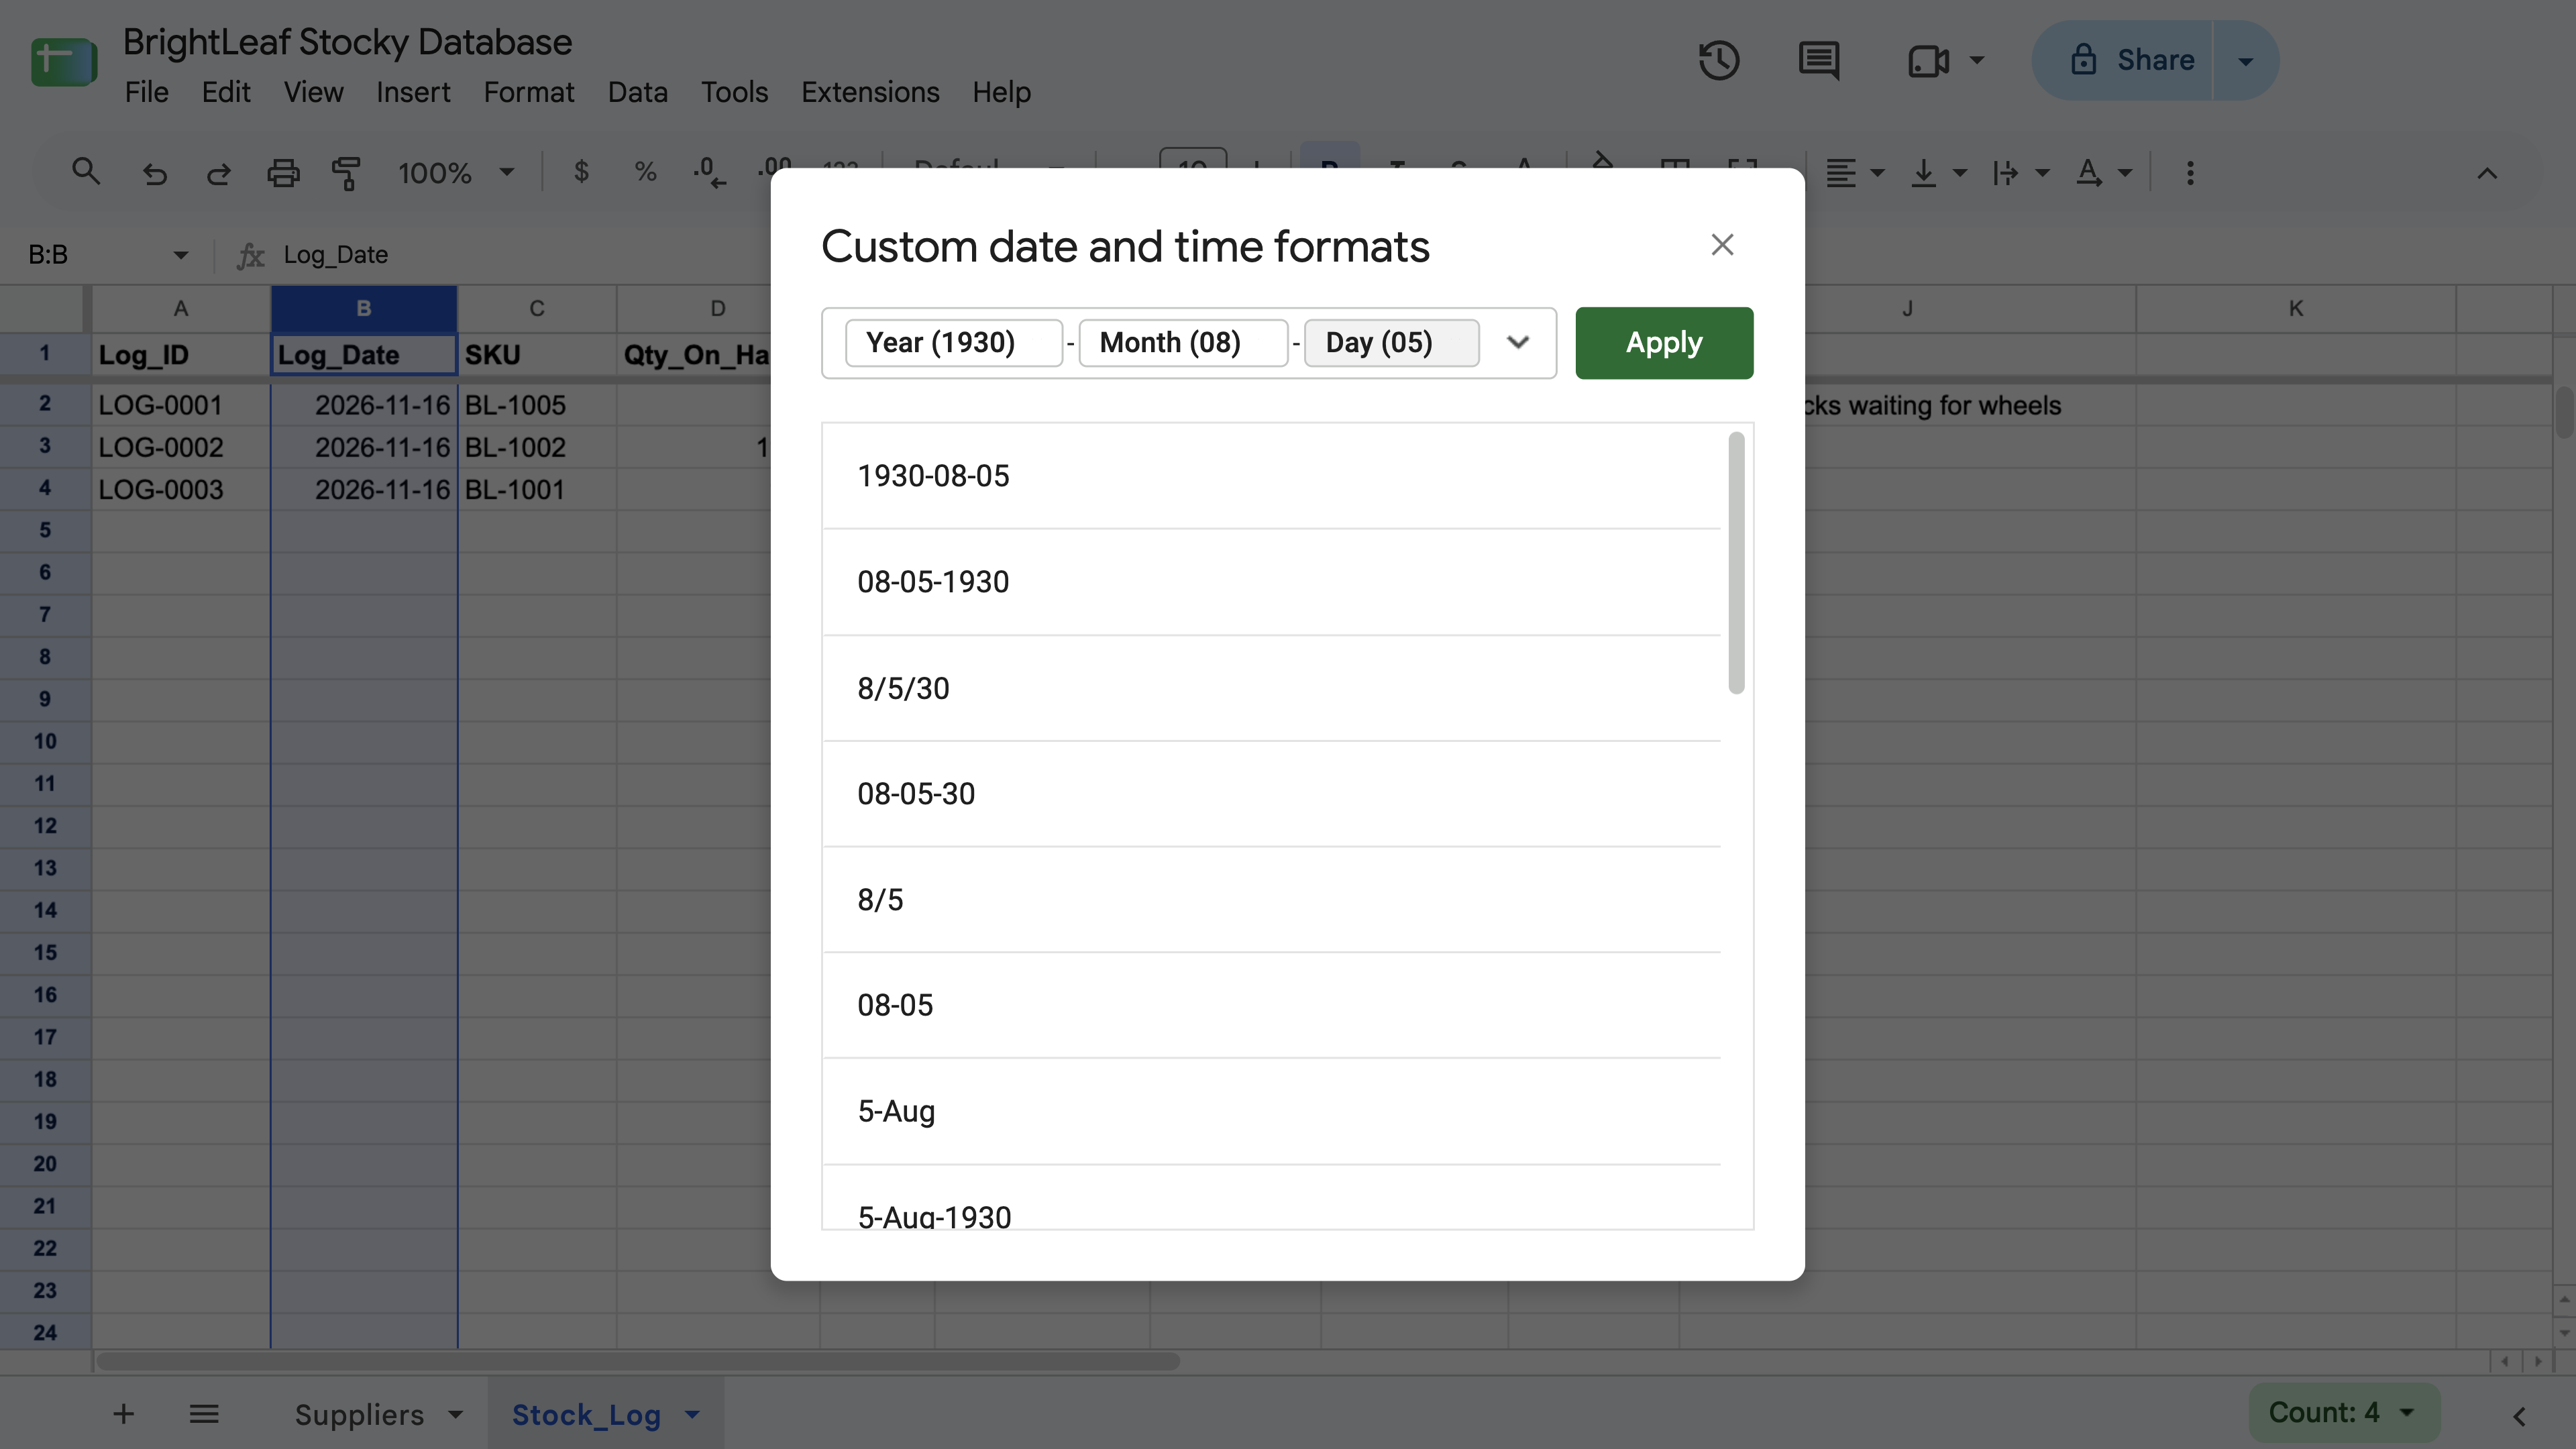 BrightLeaf Stocky Database
File Edit View Insert Format Data Tools Extensions Help
Share
100% $ % .0 .00
B:B Log_Date
Custom date and time formats
Year (1930) - Month (08) - Day (05) Apply
A B C D J K
1 Log_ID Log_Date SKU Qty_On_Ha
2 LOG-0001 2026-11-16 BL-1005 cks waiting for wheels
3 LOG-0002 2026-11-16 BL-1002 1
4 LOG-0003 2026-11-16 BL-1001
5
6
7
8
9
10
11
12
13
14
15
16
17
18
19
20
21
22
23
24
1930-08-05
08-05-1930
8/5/30
08-05-30
8/5
08-05
5-Aug
5-Aug-1930
Suppliers Stock_Log Count: 4